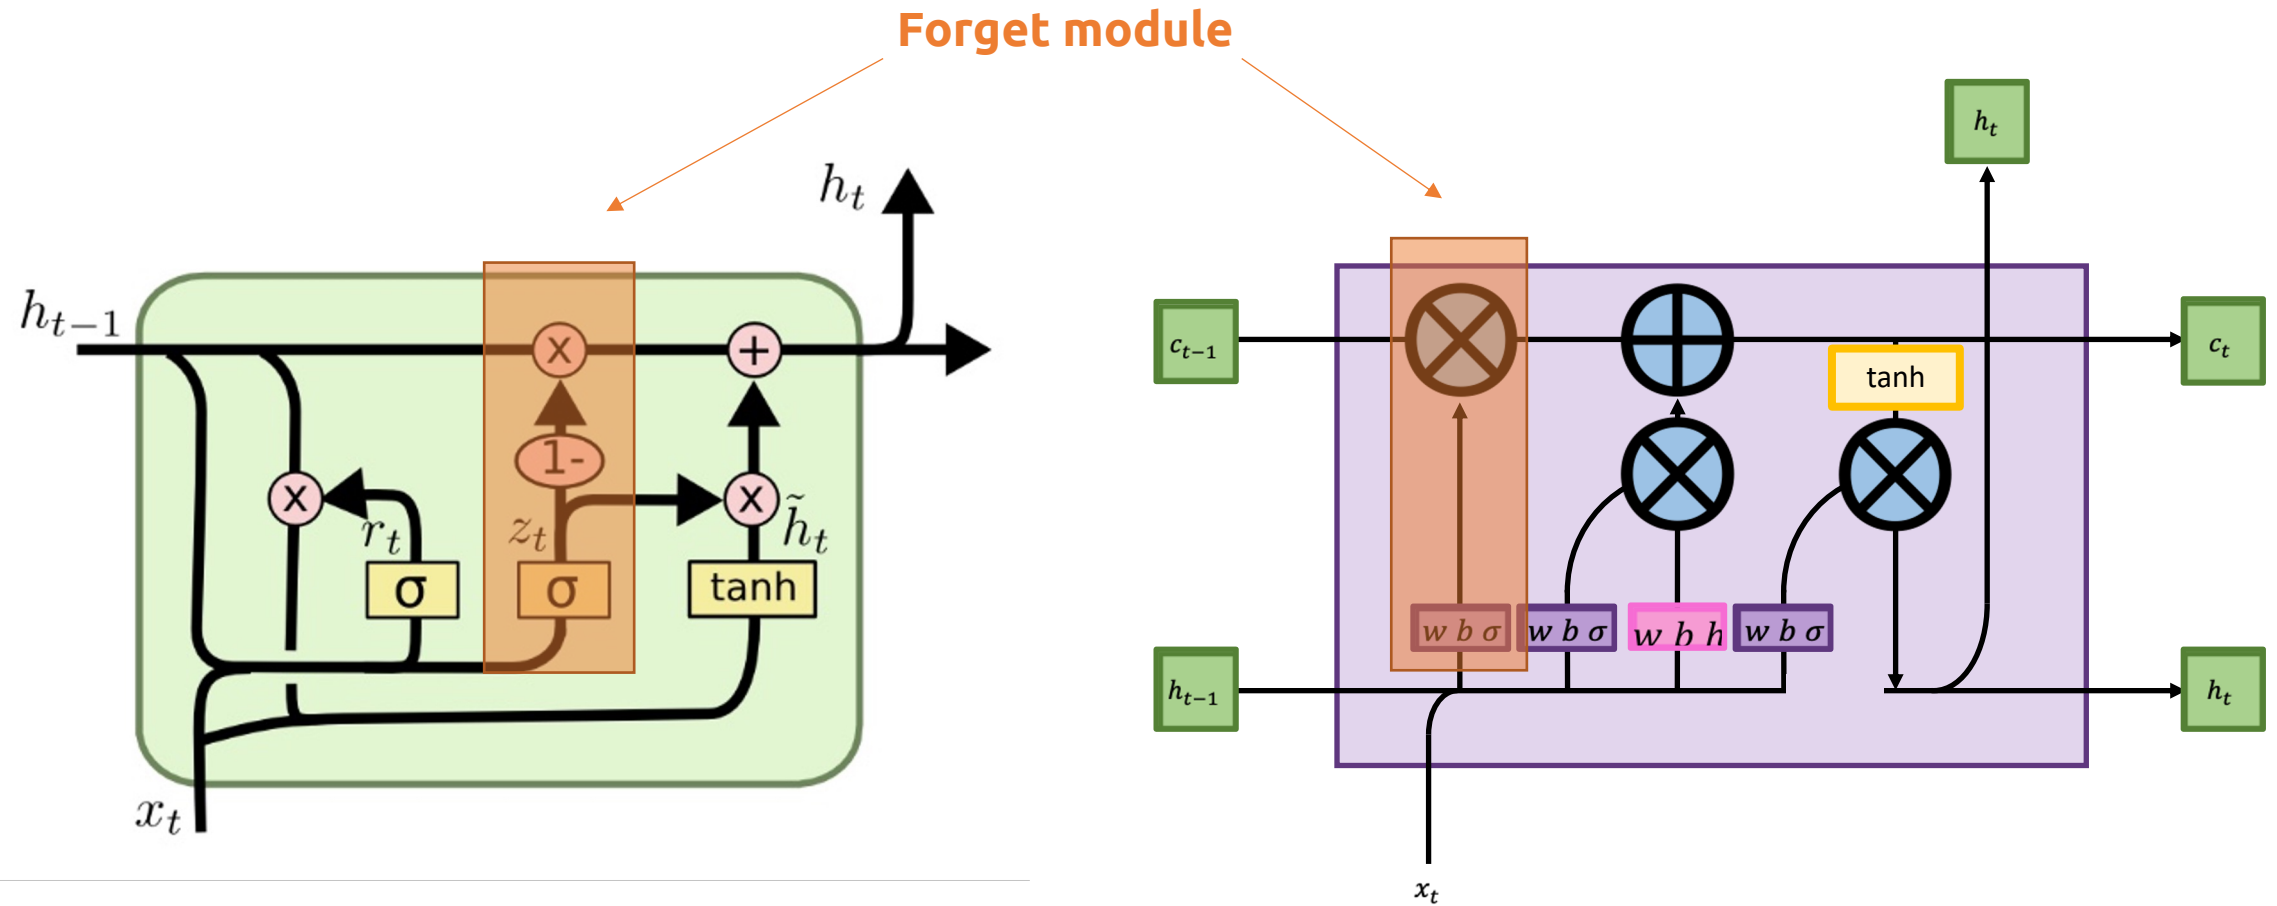 Forget module
h_t
h_{t-1}
x
+
1-
x
r_t
z_t
x
h̃_t
σ
σ
tanh
x_t
h_t
c_{t-1}
c_t
tanh
w b σ
w b σ
w b h
w b σ
h_{t-1}
h_t
x_t